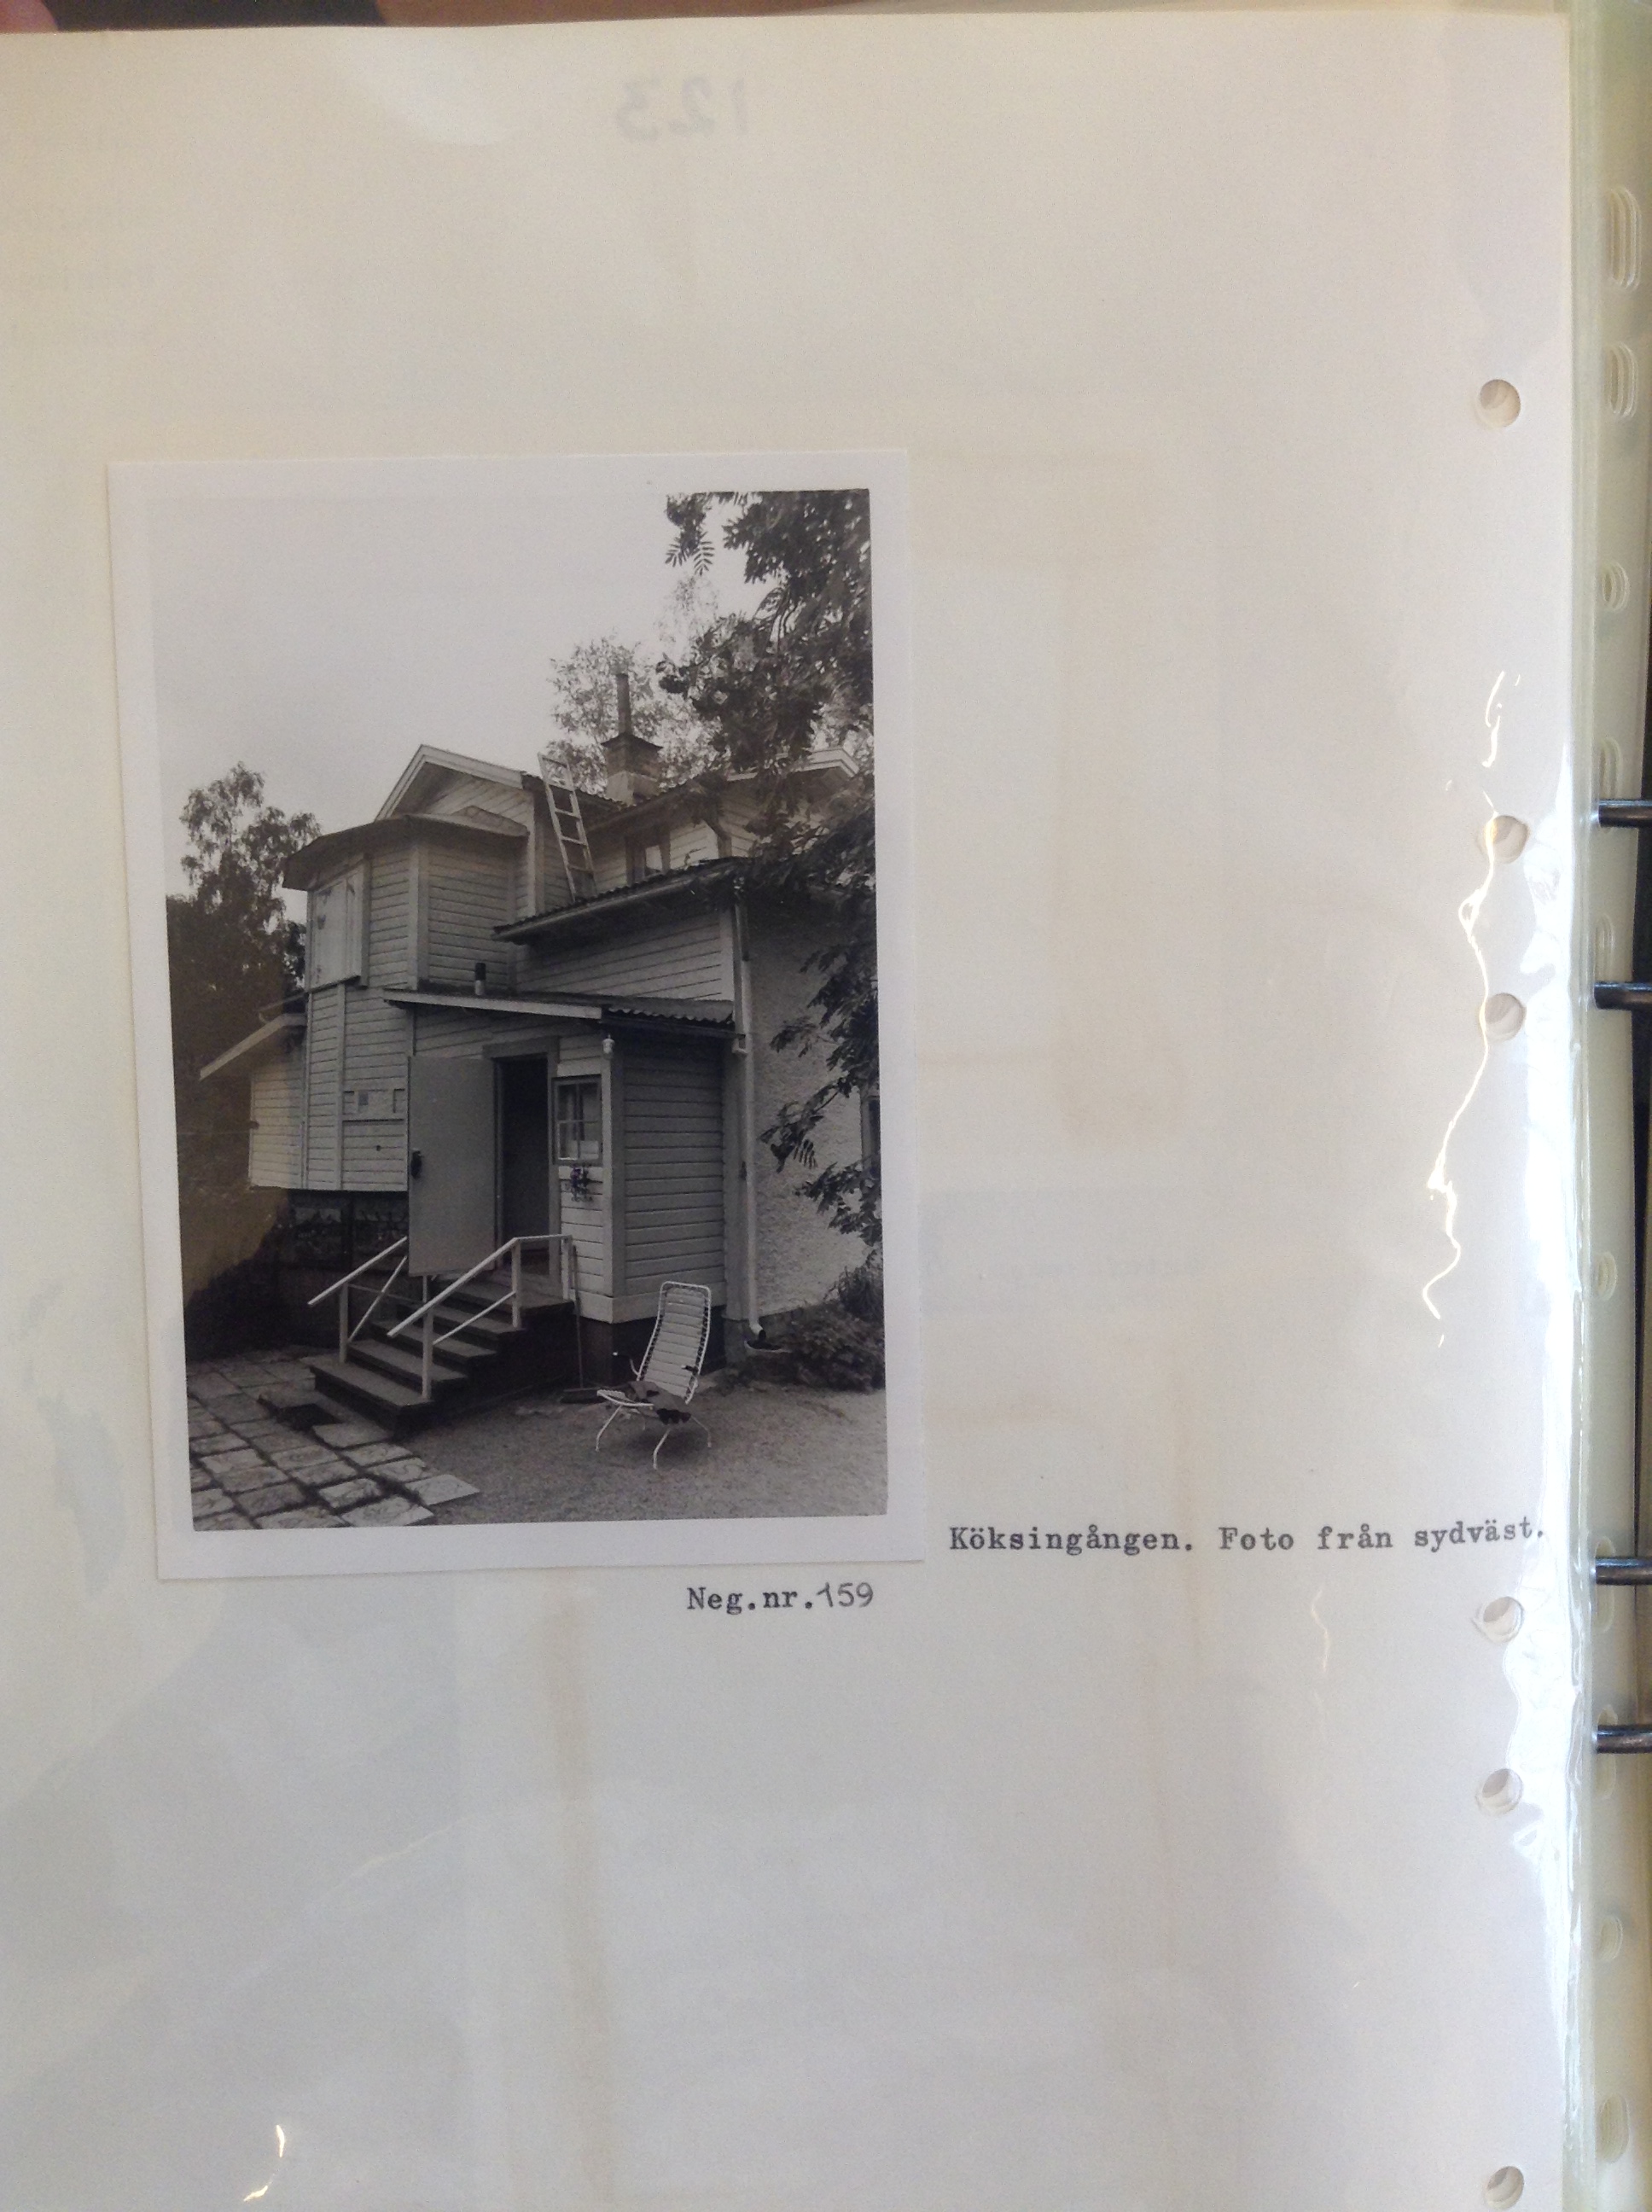 123
Köksingången. Foto från sydväst.
Neg.nr.159